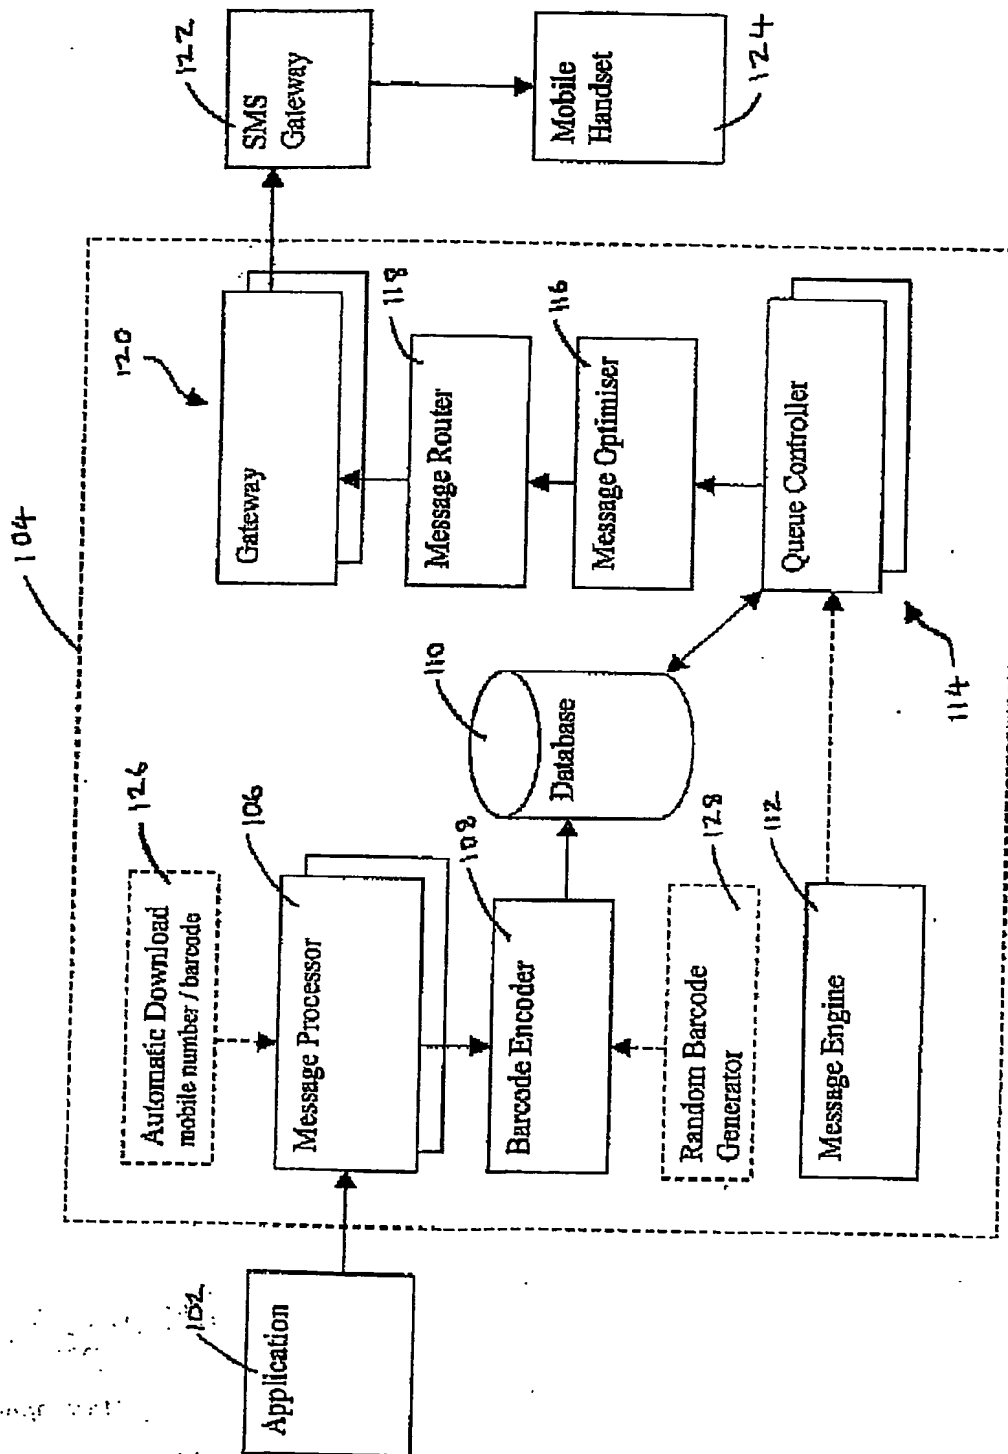 104
120
122
SMS
Gateway
Gateway
118
Message Router
116
Message Optimiser
Mobile
Handset
124
Queue Controller
114
126
Automatic Download
mobile number / barcode
106
Message Processor
108
Barcode Encoder
110
Database
128
Random Barcode
Generator
112
Message Engine
102
Application